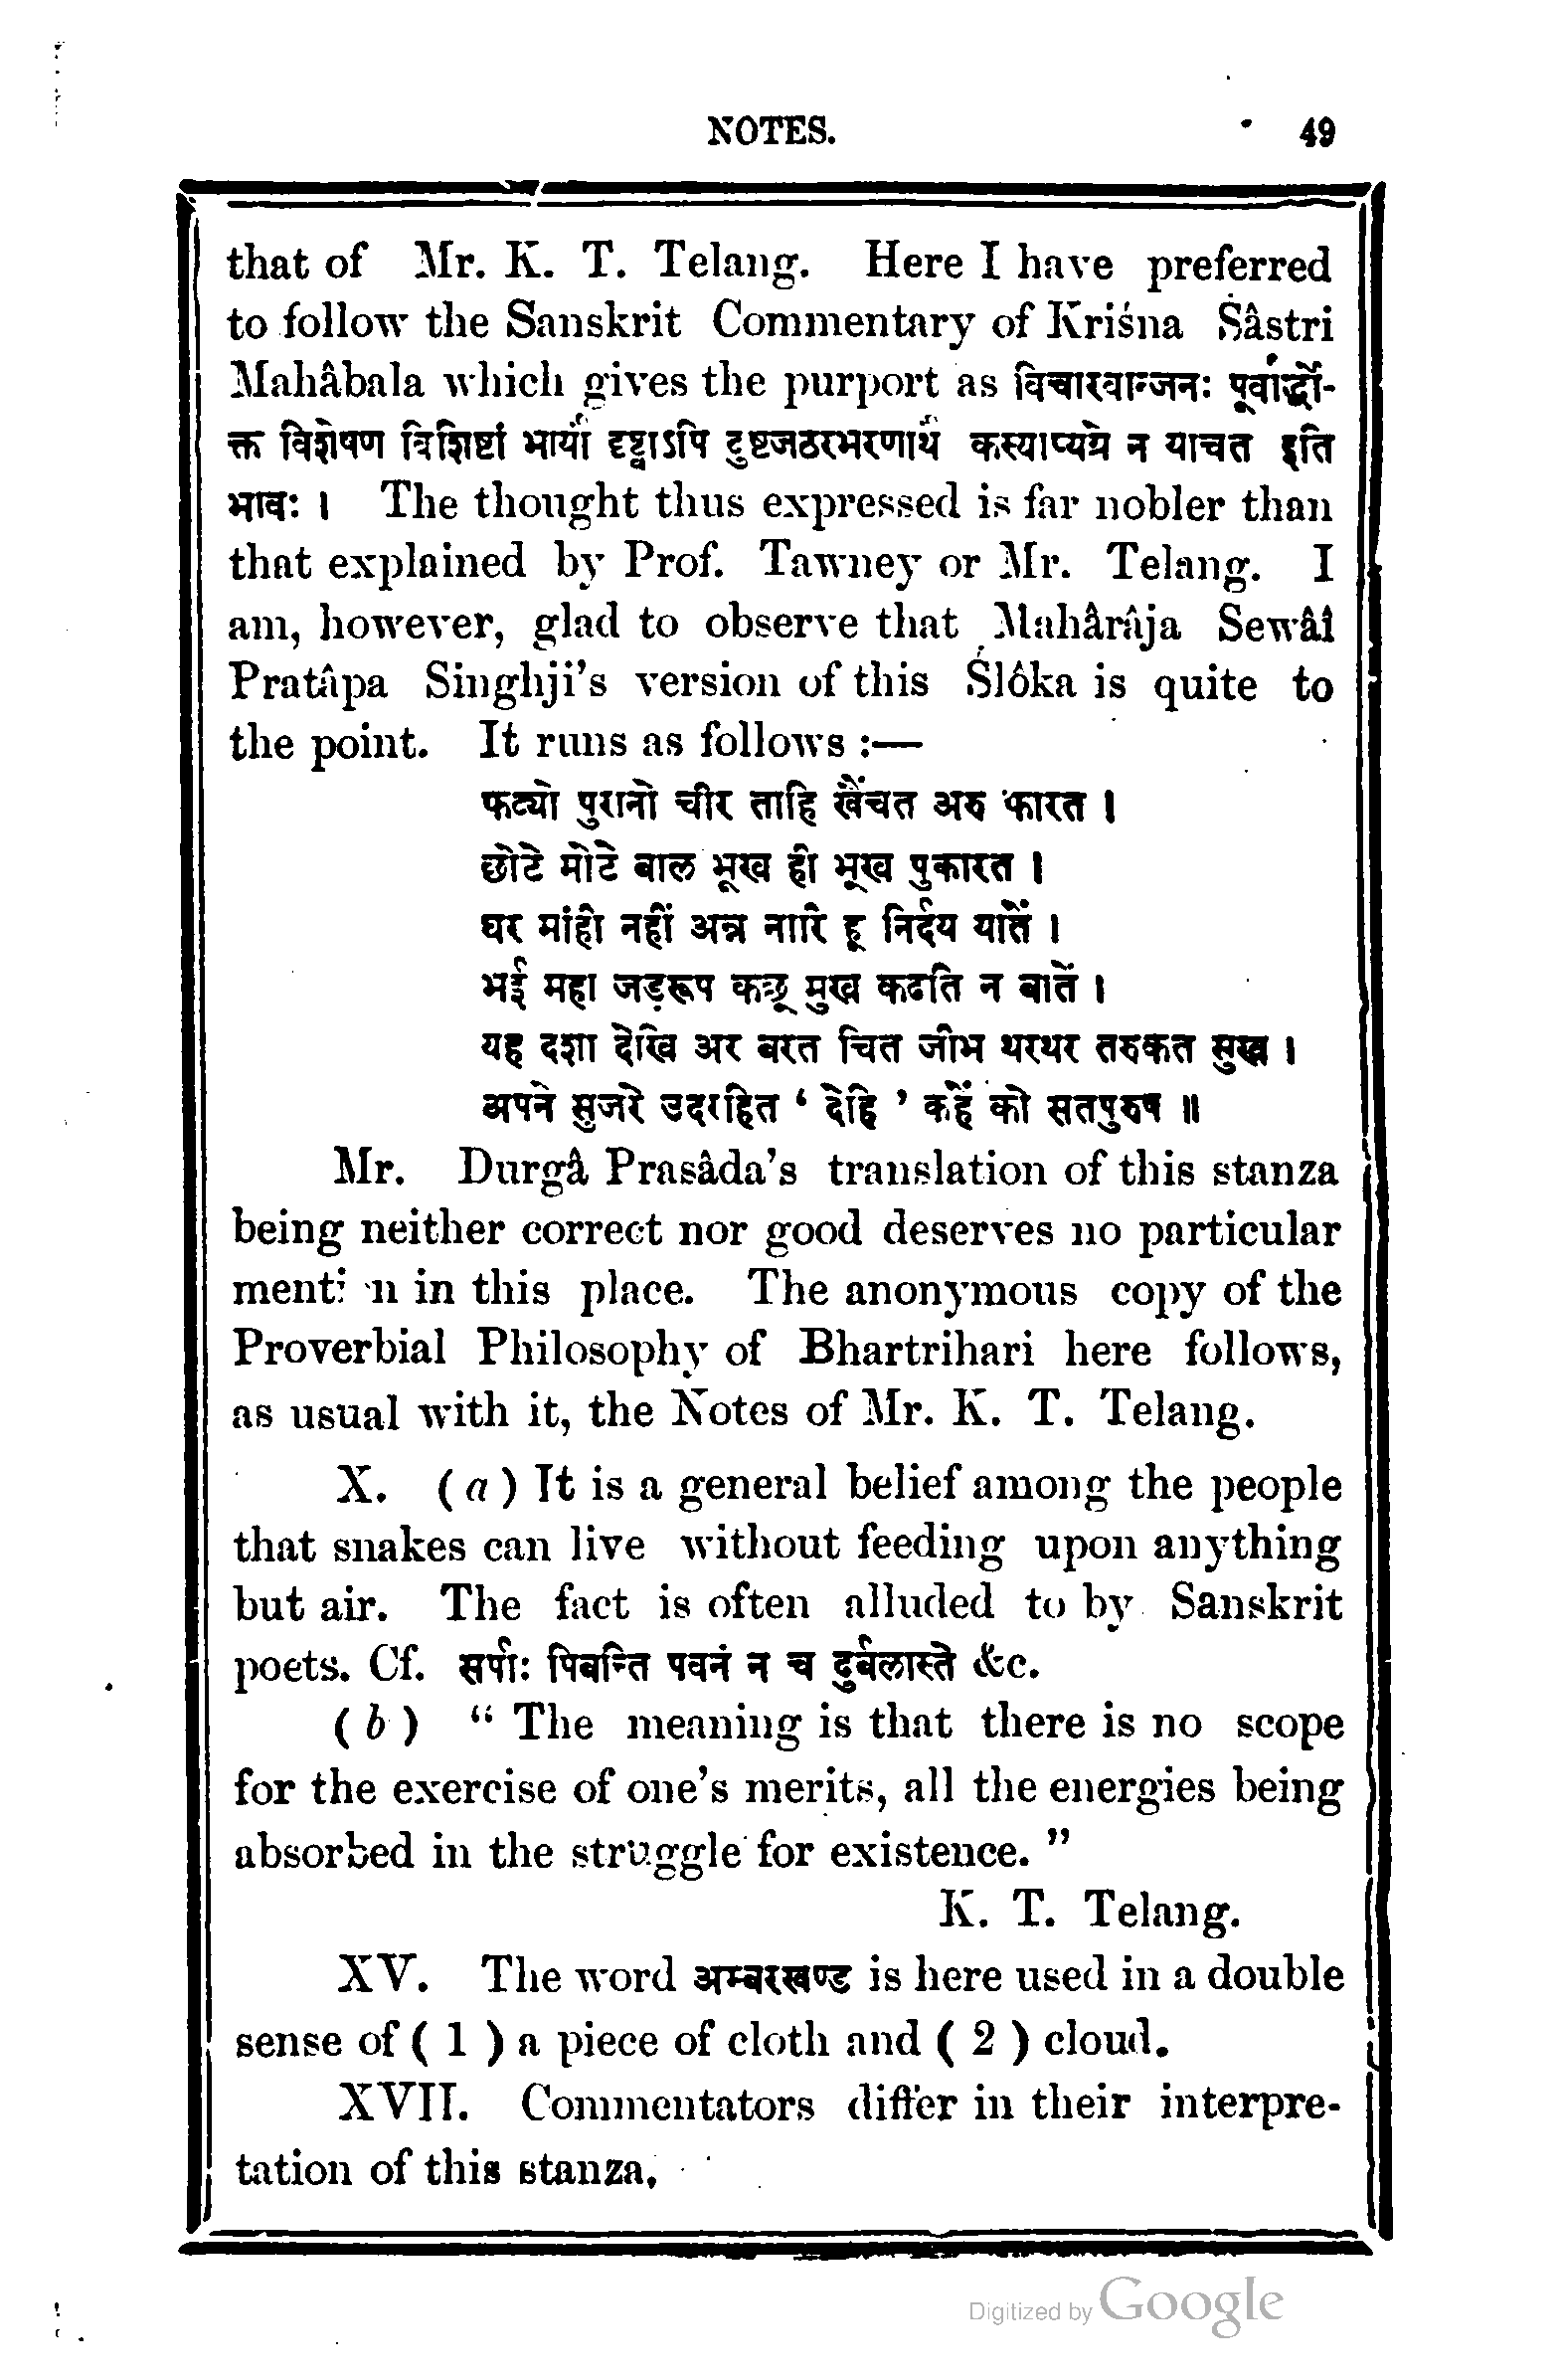 NOTES. 49
that of Mr. K. T. Telang. Here I have preferred
to follow the Sanskrit Commentary of Kriśna Śâstri
Mahâbala which gives the purport as विचारवान्जनः पूर्वार्द्धो-
क्त विशेषण विशिष्टां भार्यां दृष्ट्वाऽपि दुष्टजठरभरणार्थं कस्याप्यग्रे न याचत इति
भावः । The thought thus expressed is far nobler than
that explained by Prof. Tawney or Mr. Telang. I
am, however, glad to observe that Mahârâja Sewâî
Pratâpa Singhji's version of this Ślôka is quite to
the point. It runs as follows :—
फट्यो पुरानो चीर ताहि खैंचत अरु फारत ।
छोटे मोटे बाल भूख ही भूख पुकारत ।
घर मांही नहीं अन्न नारि हू निर्दय यातें ।
भई महा जड़रूप कछू मुख कढति न बातें ।
यह दशा देखि अर बरत चित जीभ थरथर तरुकत सुख ।
अपने सुजरे उदरहित ‘ देहि ’ कहें को सतपुरुष ॥
Mr. Durgâ Prasâda's translation of this stanza
being neither correct nor good deserves no particular
menti n in this place. The anonymous copy of the
Proverbial Philosophy of Bhartrihari here follows,
as usual with it, the Notes of Mr. K. T. Telang.
X. ( a ) It is a general belief among the people
that snakes can live without feeding upon anything
but air. The fact is often alluded to by Sanskrit
poets. Cf. सर्पाः पिबन्ति पवनं न च दुर्बलास्ते &c.
( b ) “ The meaning is that there is no scope
for the exercise of one's merits, all the energies being
absorbed in the struggle for existence. ”
K. T. Telang.
XV. The word अम्बरखण्ड is here used in a double
sense of ( 1 ) a piece of cloth and ( 2 ) cloud.
XVII. Commentators differ in their interpre-
tation of this stanza.
Digitized by Google